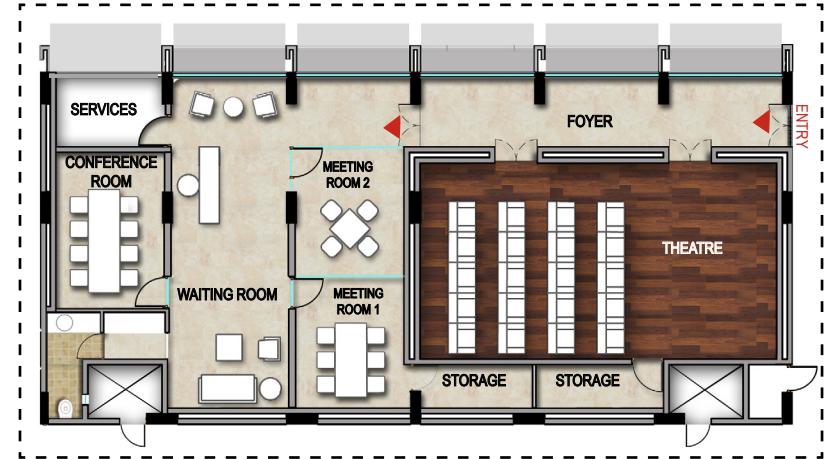 SERVICES
FOYER
ENTRY
CONFERENCE
ROOM
MEETING
ROOM 2
THEATRE
WAITING ROOM
MEETING
ROOM 1
STORAGE
STORAGE